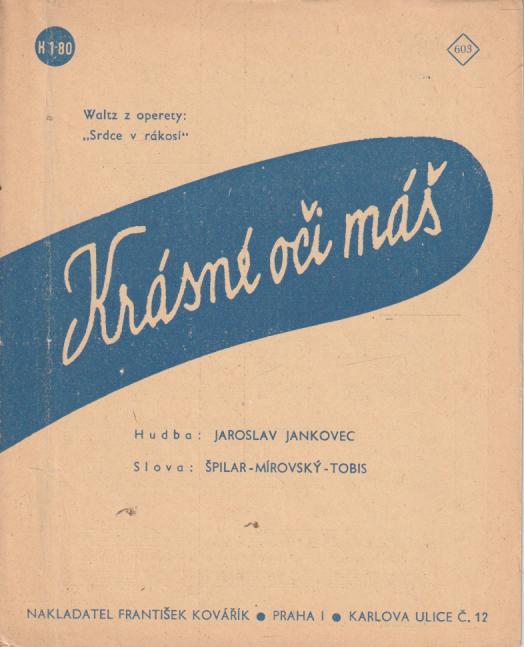 K 1·80
603
Waltz z operety:
„Srdce v rákosí“
Krásné oči máš
Hudba: JAROSLAV JANKOVEC
Slova: ŠPILAR-MÍROVSKÝ-TOBIS
NAKLADATEL FRANTIŠEK KOVÁŘÍK ● PRAHA I ● KARLOVA ULICE Č. 12